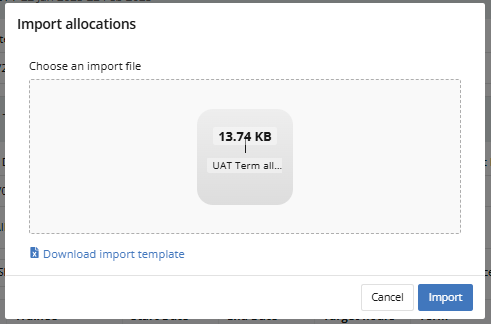 Import allocations
Choose an import file
13.74 KB
UAT Term all...
Download import template
Cancel
Import